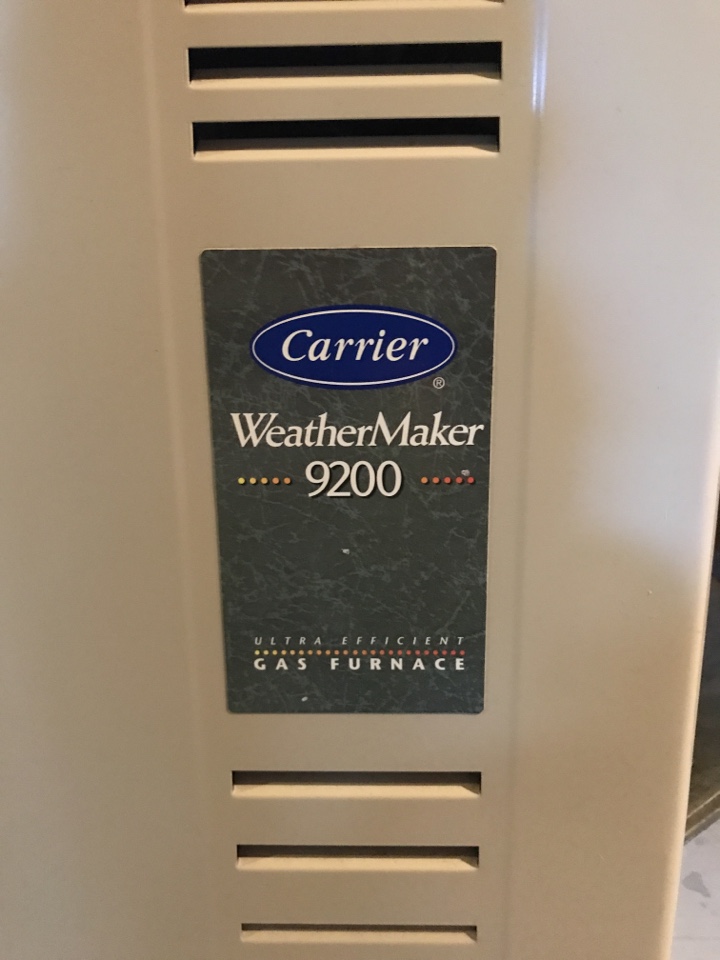 Carrier
®
WeatherMaker
9200
ULTRA EFFICIENT
GAS FURNACE